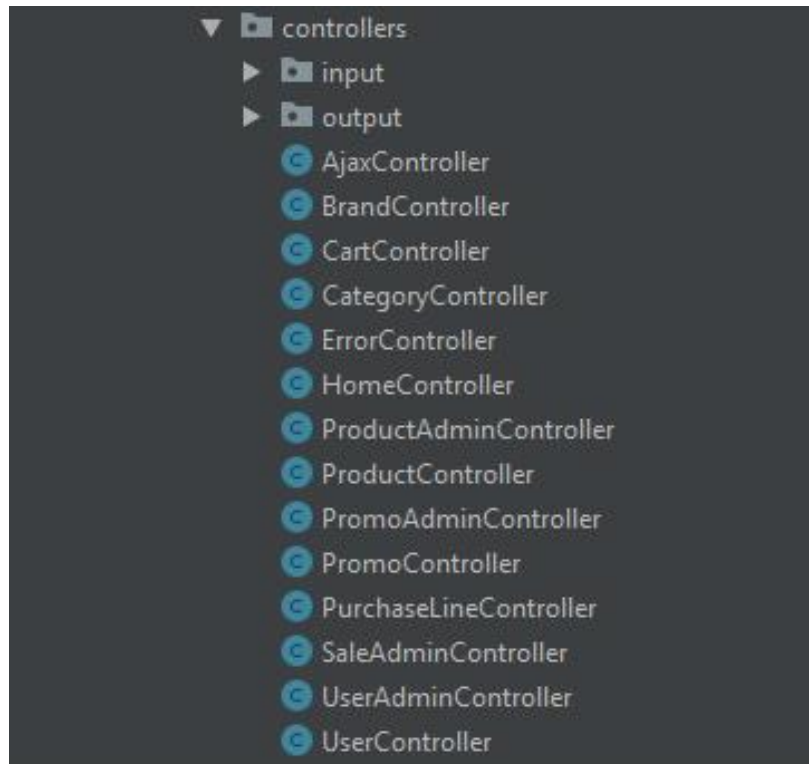 controllers
input
output
AjaxController
BrandController
CartController
CategoryController
ErrorController
HomeController
ProductAdminController
ProductController
PromoAdminController
PromoController
PurchaseLineController
SaleAdminController
UserAdminController
UserController